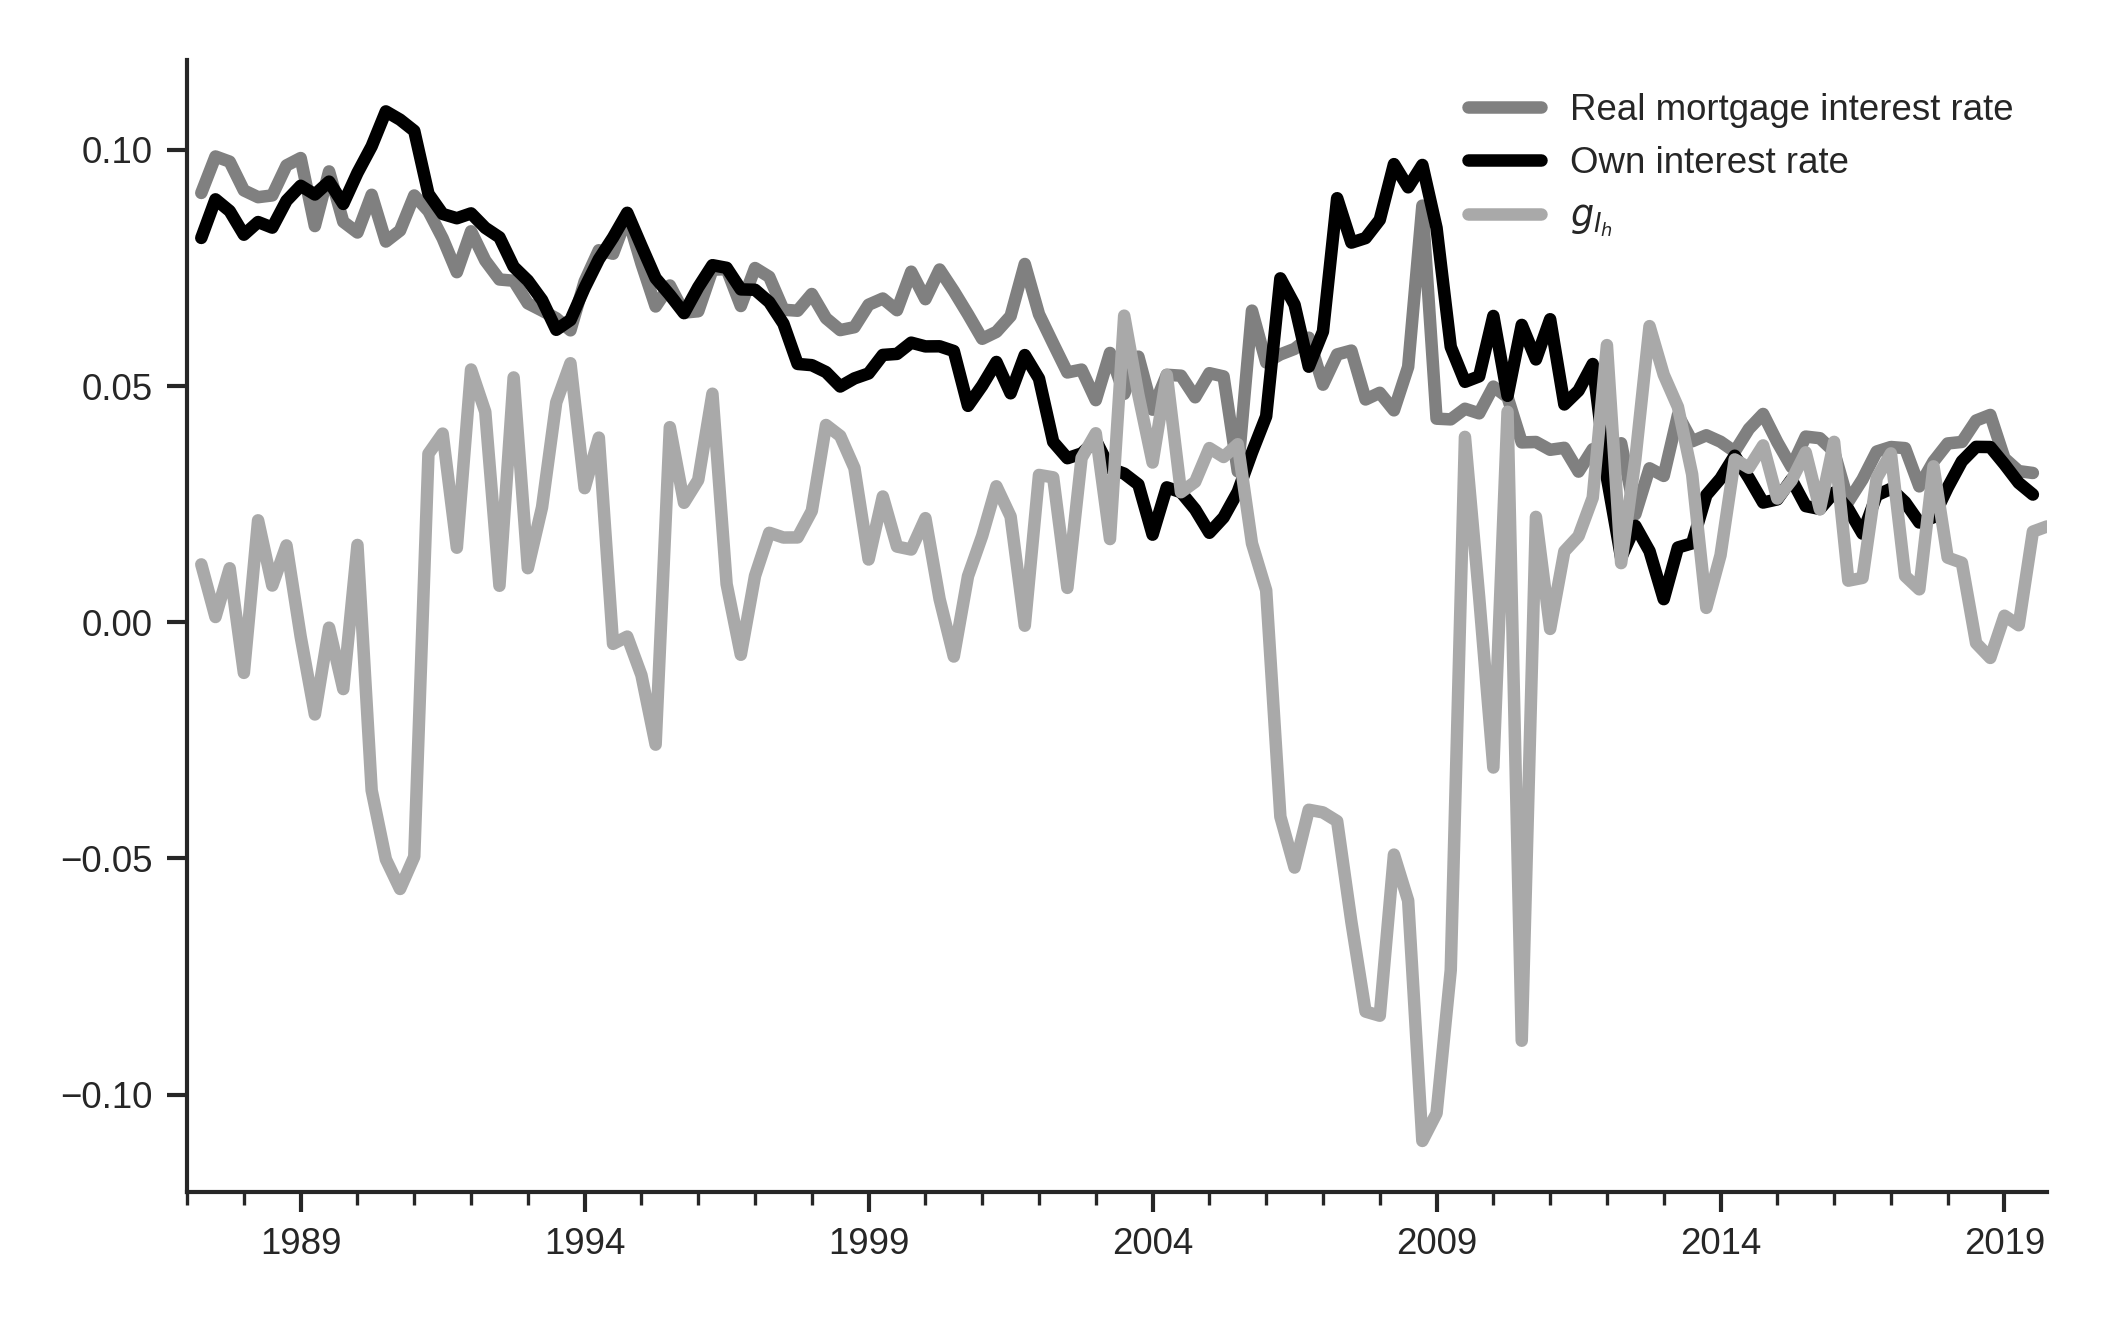 Real mortgage interest rate
Own interest rate
g_{I_h}
0.10
0.05
0.00
−0.05
−0.10
1989 1994 1999 2004 2009 2014 2019